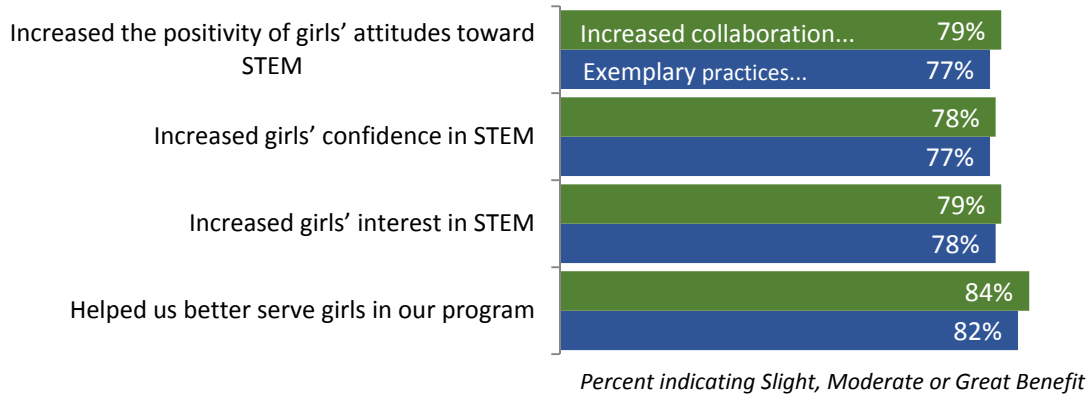 Increased the positivity of girls’ attitudes toward
STEM
Increased collaboration... 79%
Exemplary practices... 77%
Increased girls’ confidence in STEM
78%
77%
Increased girls’ interest in STEM
79%
78%
Helped us better serve girls in our program
84%
82%
Percent indicating Slight, Moderate or Great Benefit